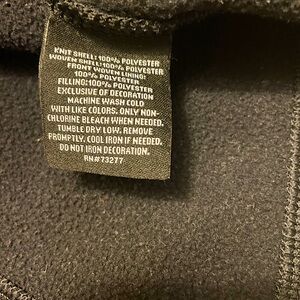 KNIT SHELL:100% POLYESTER
WOVEN SHELL:100% POLYESTER
FRONT WOVEN LINING:
100% POLYESTER
FILLING:100% POLYESTER
EXCLUSIVE OF DECORATION
MACHINE WASH COLD
WITH LIKE COLORS. ONLY NON-
CHLORINE BLEACH WHEN NEEDED.
TUMBLE DRY LOW. REMOVE
PROMPTLY. COOL IRON IF NEEDED.
DO NOT IRON DECORATION.
RN#73277